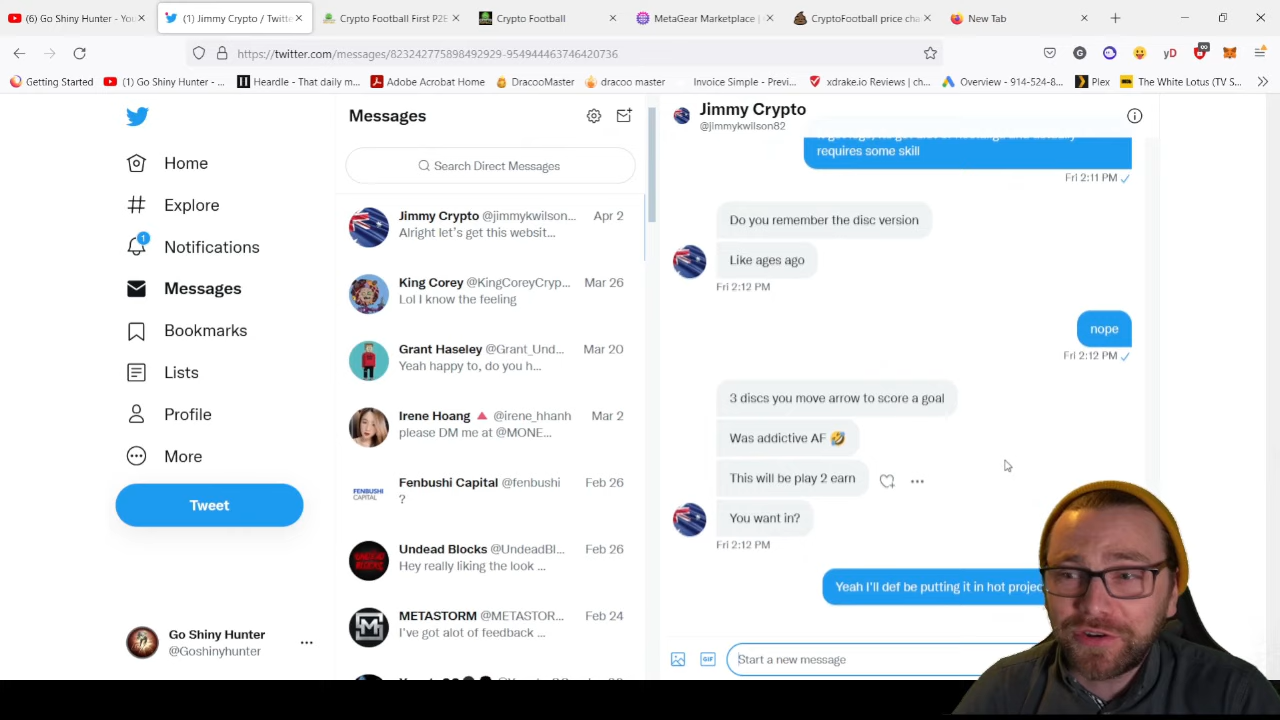 (6) Go Shiny Hunter - You
(1) Jimmy Crypto / Twitter
Crypto Football First P2E
Crypto Football
MetaGear Marketplace |
CryptoFootball price cha
New Tab
https://twitter.com/messages/823242775898492929-954944463746420736
Getting Started
(1) Go Shiny Hunter - ...
Heardle - That daily m...
Adobe Acrobat Home
DracooMaster
dracoo master
Invoice Simple - Previ...
xdrake.io Reviews | ch...
Overview - 914-524-8...
Plex
The White Lotus (TV S...
Home
Explore
1
Notifications
Messages
Bookmarks
Lists
Profile
More
Tweet
Go Shiny Hunter
@Goshinyhunter
Messages
Search Direct Messages
Jimmy Crypto @jimmykwilson... Apr 2
Alright let's get this websit...
King Corey @KingCoreyCryp... Mar 26
Lol I know the feeling
Grant Haseley @Grant_Und... Mar 20
Yeah happy to, do you h...
Irene Hoang @irene_hhanh Mar 2
please DM me at @MONE...
FENBUSHI
CAPITAL
Fenbushi Capital @fenbushi Feb 26
?
Undead Blocks @UndeadBl... Feb 26
Hey really liking the look ...
METASTORM @METASTOR... Feb 24
I've got alot of feedback ...
Jimmy Crypto
@jimmykwilson82
requires some skill
Fri 2:11 PM
Do you remember the disc version
Like ages ago
Fri 2:12 PM
nope
Fri 2:12 PM
3 discs you move arrow to score a goal
Was addictive AF 🤣
This will be play 2 earn
You want in?
Fri 2:12 PM
Yeah I'll def be putting it in hot projec
GIF
Start a new message